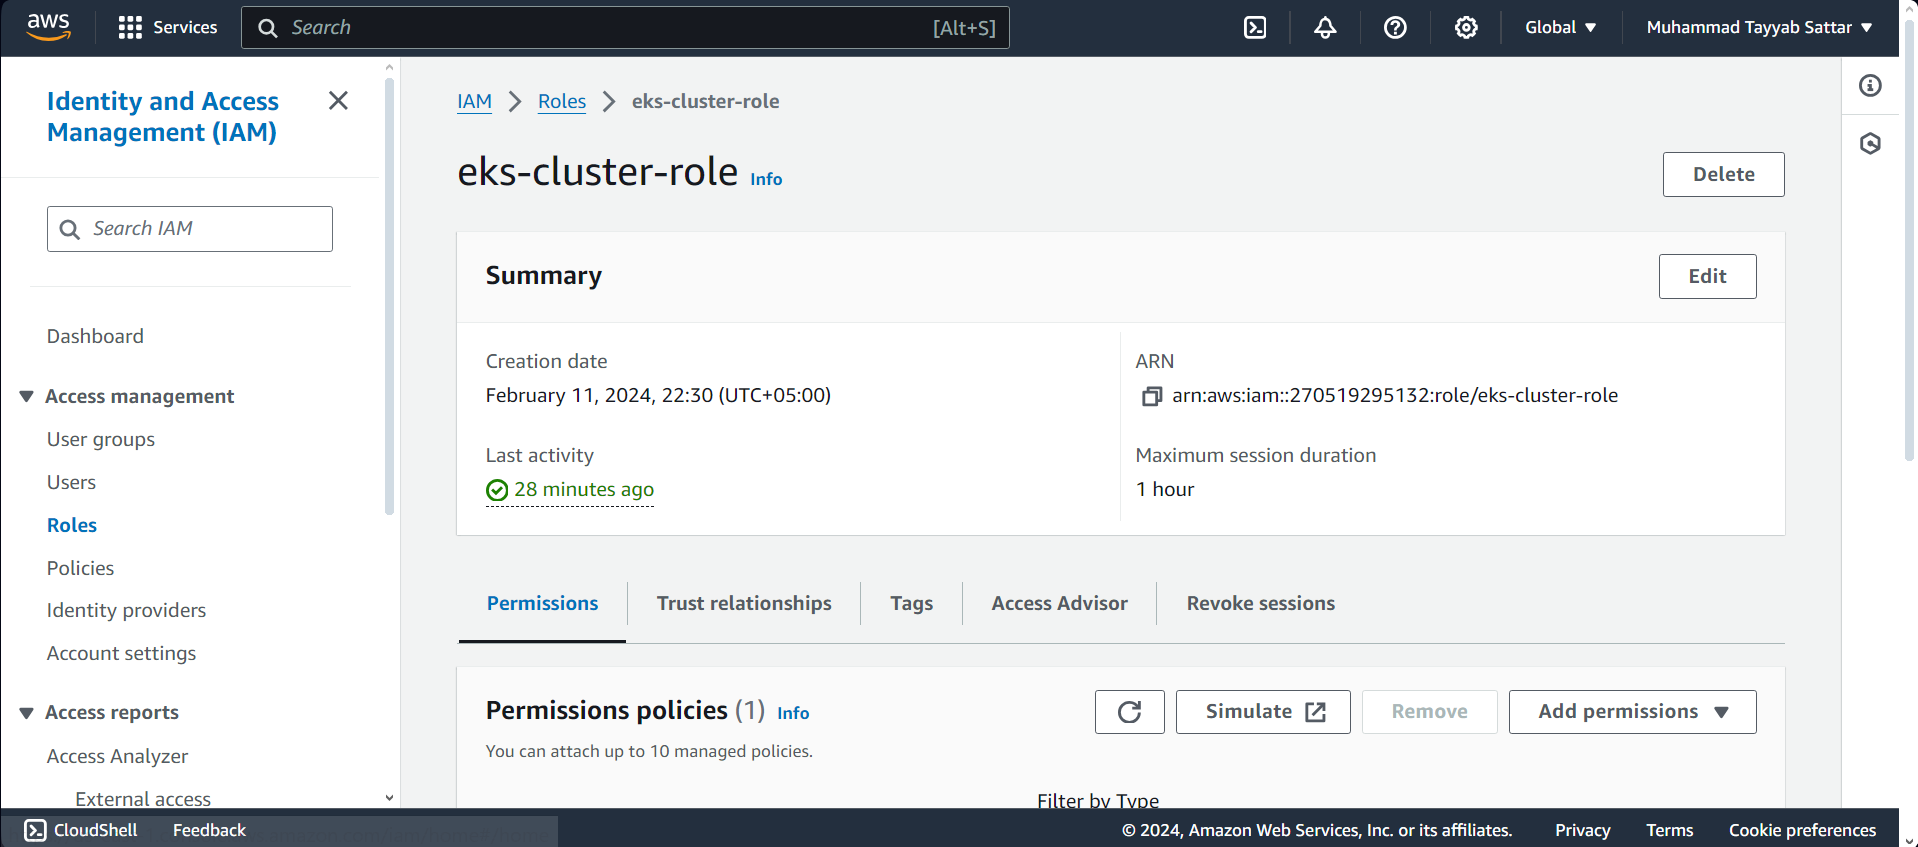 aws
Services
Search
[Alt+S]
Global
Muhammad Tayyab Sattar
Identity and Access
Management (IAM)
Search IAM
Dashboard
Access management
User groups
Users
Roles
Policies
Identity providers
Account settings
Access reports
Access Analyzer
External access
IAM
Roles
eks-cluster-role
eks-cluster-role Info
Delete
Summary
Edit
Creation date
February 11, 2024, 22:30 (UTC+05:00)
ARN
arn:aws:iam::270519295132:role/eks-cluster-role
Last activity
28 minutes ago
Maximum session duration
1 hour
Permissions
Trust relationships
Tags
Access Advisor
Revoke sessions
Permissions policies (1) Info
Simulate
Remove
Add permissions
You can attach up to 10 managed policies.
Filter by Type
CloudShell
Feedback
© 2024, Amazon Web Services, Inc. or its affiliates.
Privacy
Terms
Cookie preferences